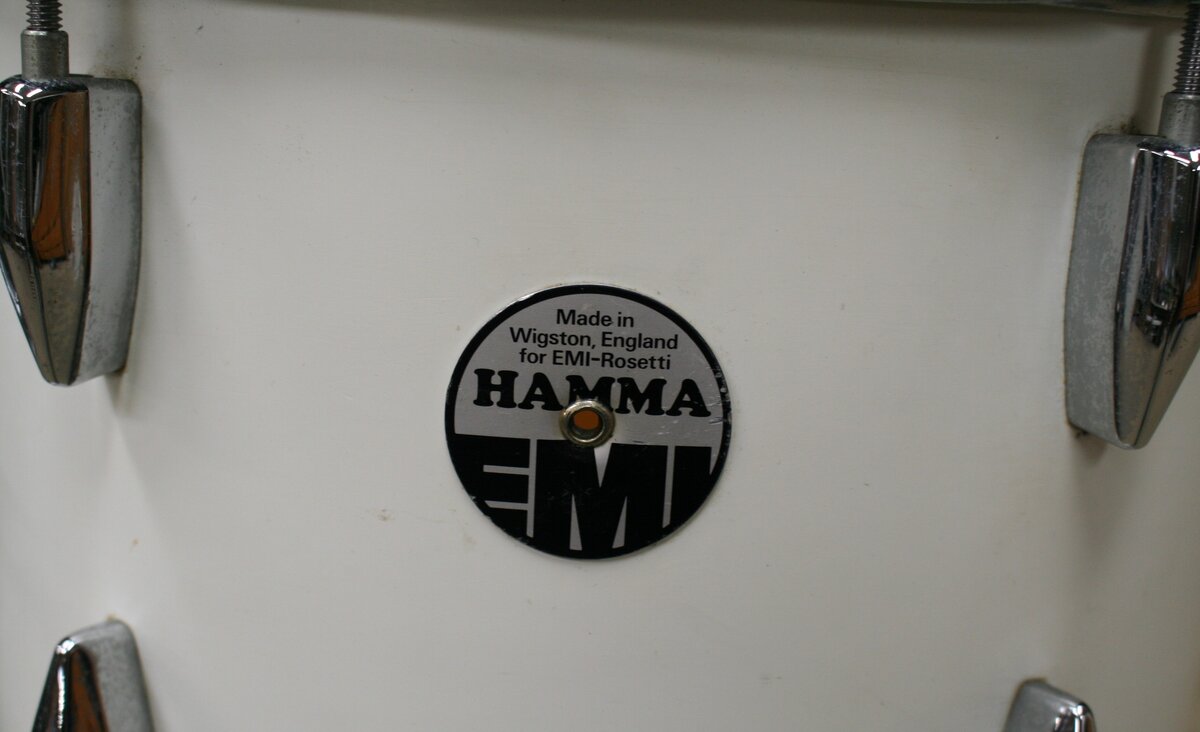 Made in
Wigston, England
for EMI-Rosetti
HAMMA
EMI